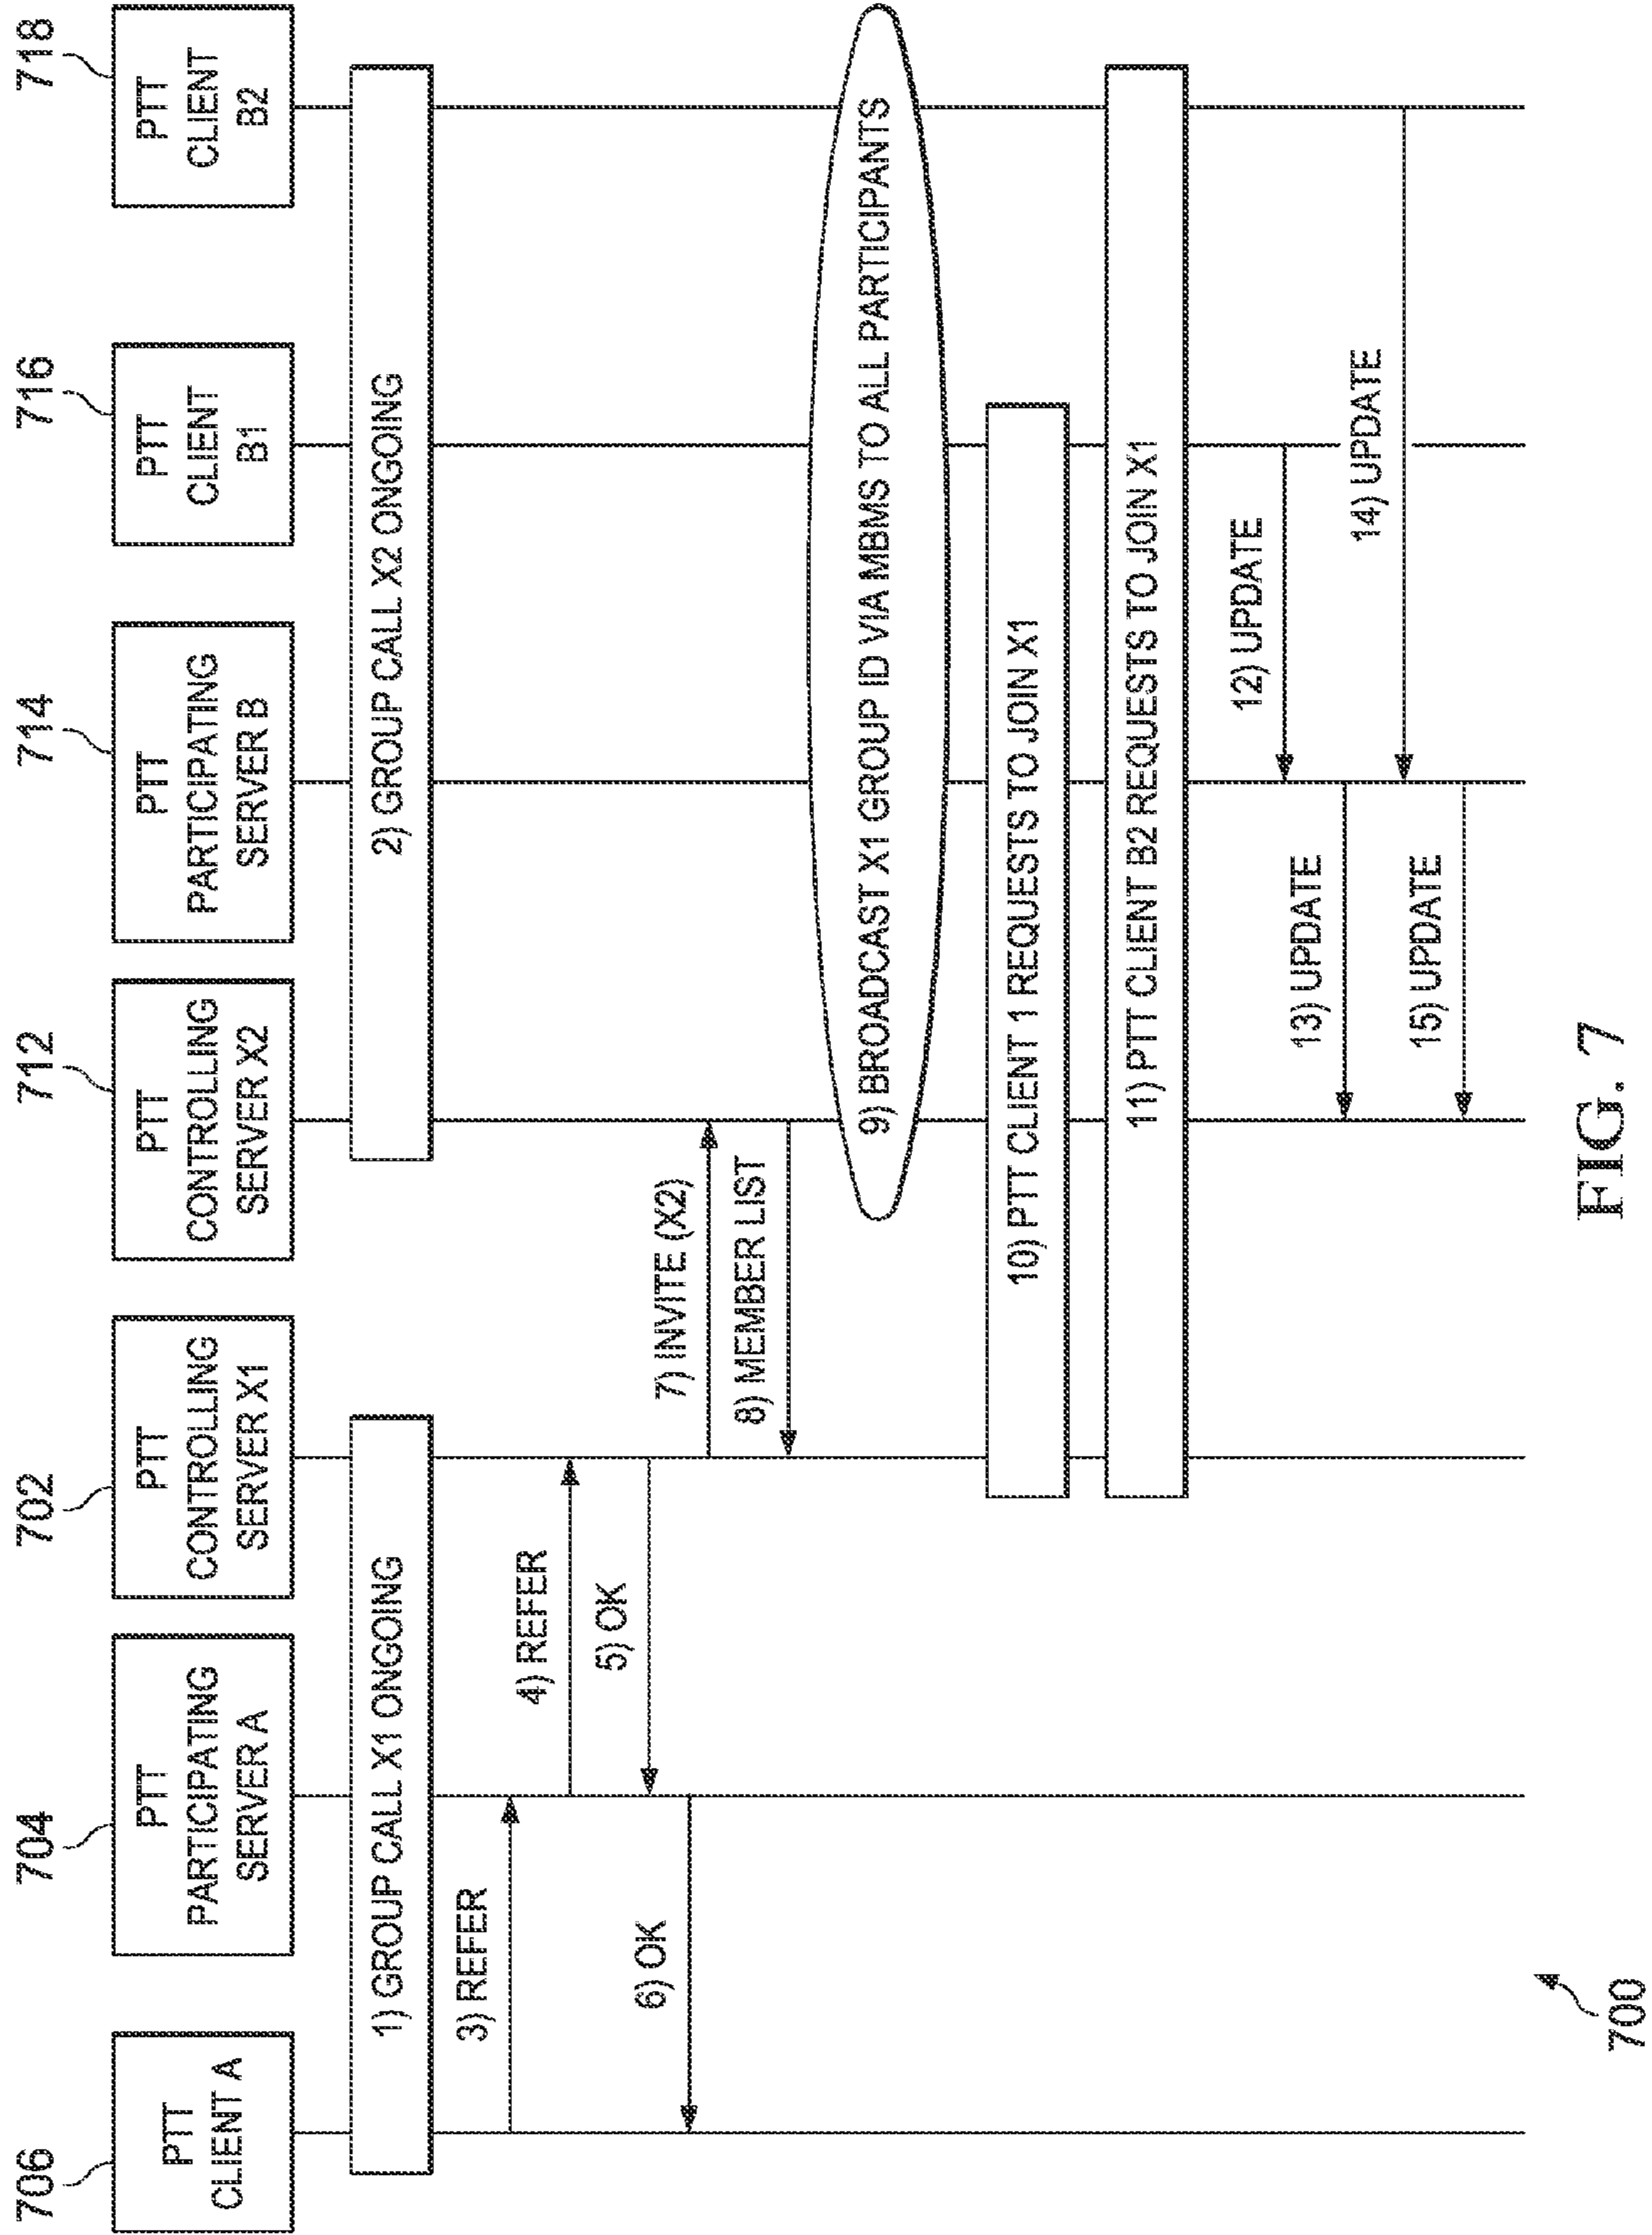 706
704
702
712
714
716
718
PTT
CLIENT A
PTT
PARTICIPATING
SERVER A
PTT
CONTROLLING
SERVER X1
PTT
CONTROLLING
SERVER X2
PTT
PARTICIPATING
SERVER B
PTT
CLIENT
B1
PTT
CLIENT
B2
1) GROUP CALL X1 ONGOING
2) GROUP CALL X2 ONGOING
3) REFER
4) REFER
5) OK
6) OK
7) INVITE (X2)
8) MEMBER LIST
9) BROADCAST X1 GROUP ID VIA MBMS TO ALL PARTICIPANTS
10) PTT CLIENT 1 REQUESTS TO JOIN X1
11) PTT CLIENT B2 REQUESTS TO JOIN X1
12) UPDATE
13) UPDATE
14) UPDATE
15) UPDATE
700
FIG. 7